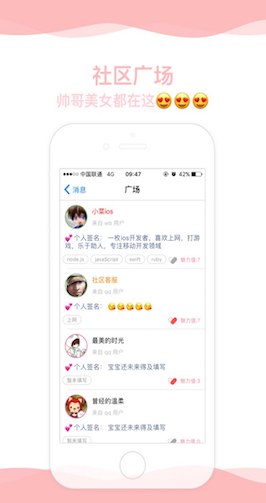 社区广场
帅哥美女都在这😍😍😍
中国联通 4G 09:47 42%
消息 广场
小菜ios
来自 web 用户
💕 个人签名: 一枚ios开发者,喜欢上网,打游
戏,乐于助人,专注移动开发领域
node.js javaScript swift ruby 魅力值:7
社区客服
来自 qq 用户
💕 个人签名: 😘😘😘😘😘
上网 魅力值:7
最美的时光
来自 qq 用户
💕 个人签名: 宝宝还未来得及填写
暂未填写 魅力值:3
曾经的温柔
来自 qq 用户
💕 个人签名: 宝宝还未来得及填写
暂未填写 魅力值:3